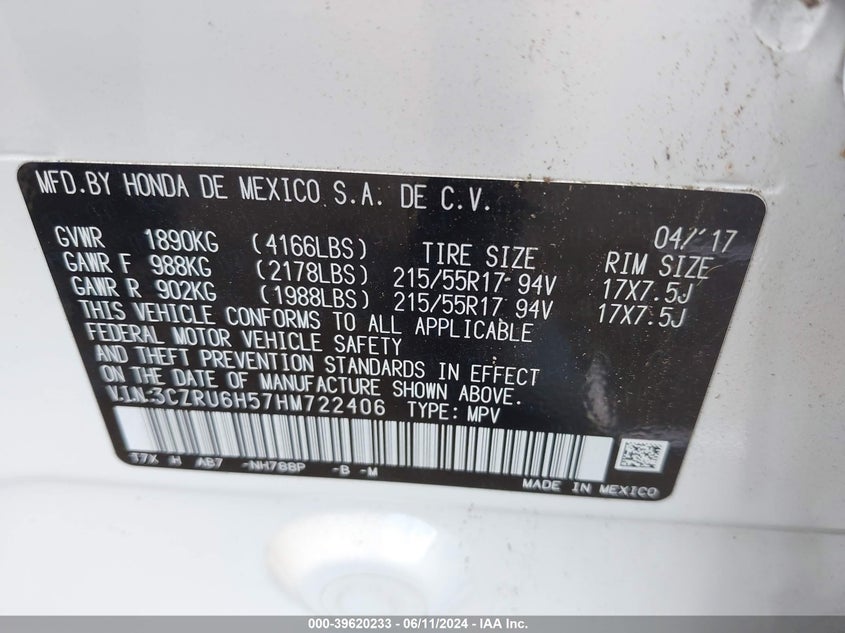 MFD.BY HONDA DE MEXICO S.A. DE C.V.
04/'17
GVWR 1890KG (4166LBS) TIRE SIZE RIM SIZE
GAWR F 988KG (2178LBS) 215/55R17 94V 17X7.5J
GAWR R 902KG (1988LBS) 215/55R17 94V 17X7.5J
THIS VEHICLE CONFORMS TO ALL APPLICABLE
FEDERAL MOTOR VEHICLE SAFETY
AND THEFT PREVENTION STANDARDS IN EFFECT
ON THE DATE OF MANUFACTURE SHOWN ABOVE.
V.I.N:3CZRU6H57HM722406 TYPE: MPV
T7X H AB7 -NH788P -B -M
MADE IN MEXICO
000-39620233 - 06/11/2024 - IAA Inc.